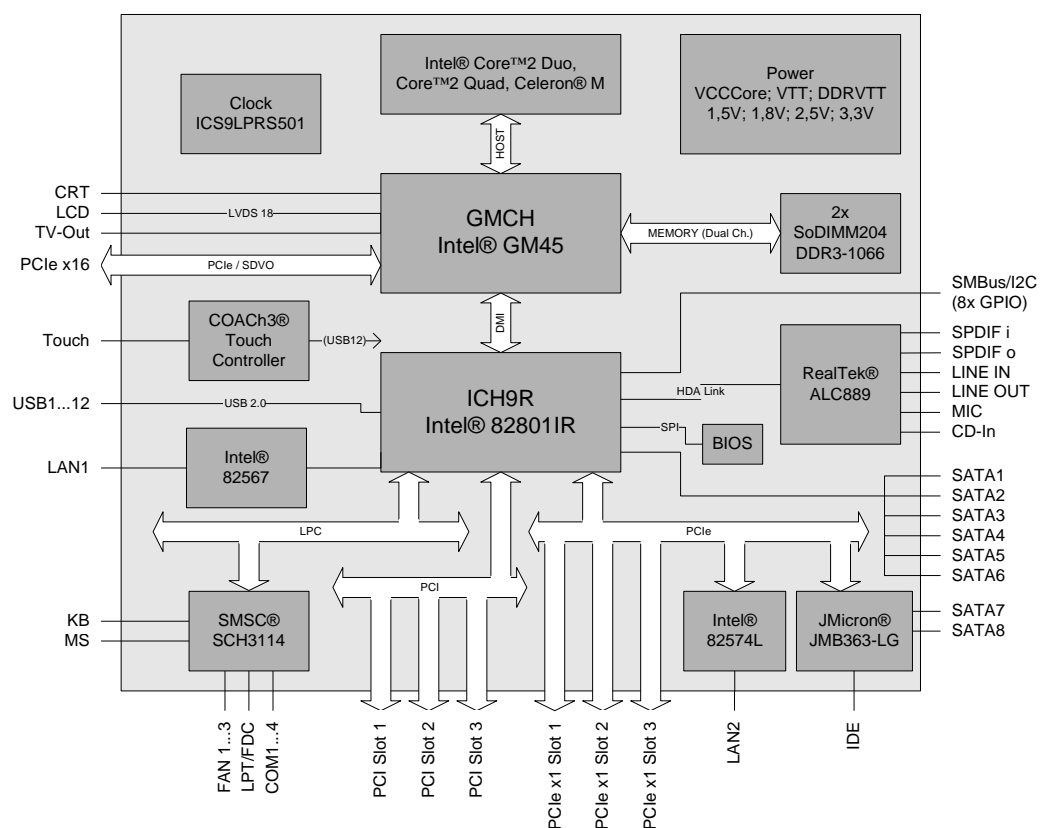 Intel® Core™2 Duo,
Core™2 Quad, Celeron® M
Power
VCCCore; VTT; DDRVTT
1,5V; 1,8V; 2,5V; 3,3V
Clock
ICS9LPRS501
HOST
CRT
LCD
TV-Out
LVDS 18
PCIe x16
PCIe / SDVO
GMCH
Intel® GM45
MEMORY (Dual Ch.)
2x
SoDIMM204
DDR3-1066
SMBus/I2C
(8x GPIO)
DMI
Touch
COACh3®
Touch
Controller
(USB12)
USB1...12
USB 2.0
ICH9R
Intel® 82801IR
HDA Link
RealTek®
ALC889
SPDIF i
SPDIF o
LINE IN
LINE OUT
MIC
CD-In
SPI
BIOS
LAN1
Intel®
82567
SATA1
SATA2
SATA3
SATA4
SATA5
SATA6
LPC
PCIe
PCI
KB
MS
SMSC®
SCH3114
Intel®
82574L
JMicron®
JMB363-LG
SATA7
SATA8
FAN 1...3
LPT/FDC
COM1...4
PCI Slot 1
PCI Slot 2
PCI Slot 3
PCIe x1 Slot 1
PCIe x1 Slot 2
PCIe x1 Slot 3
LAN2
IDE